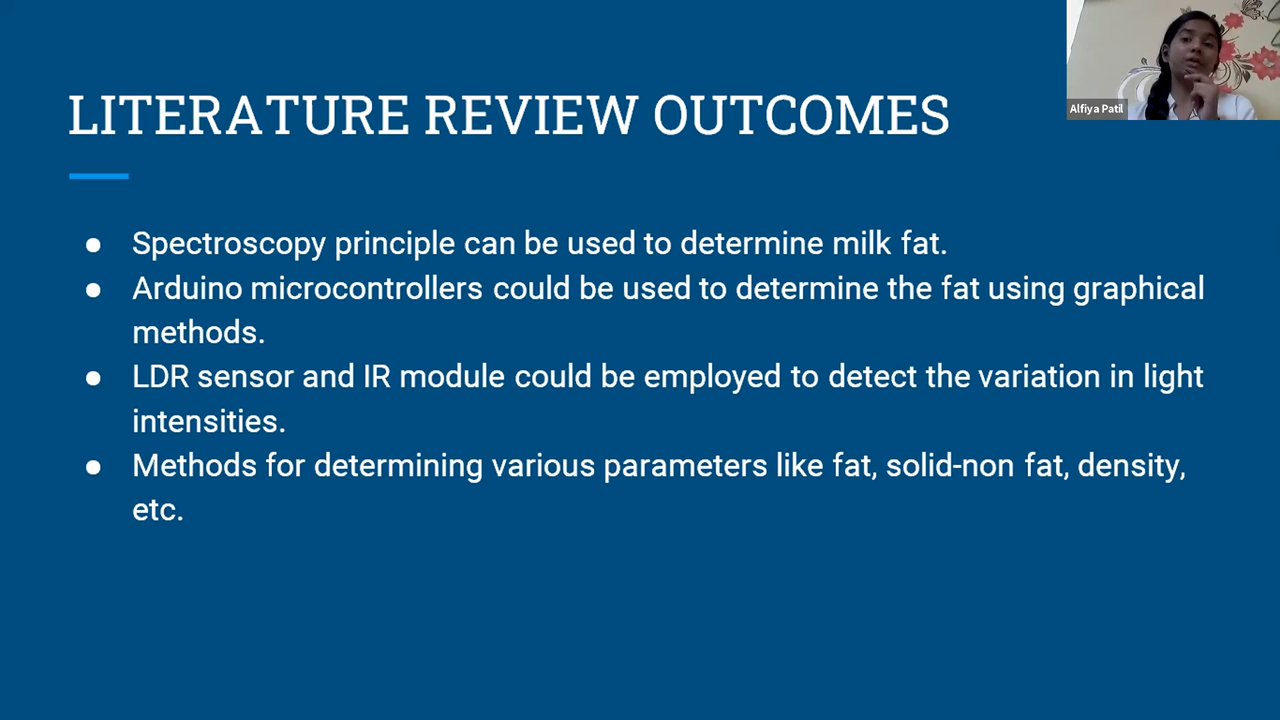 Alfiya Patil
LITERATURE REVIEW OUTCOMES
● Spectroscopy principle can be used to determine milk fat.
● Arduino microcontrollers could be used to determine the fat using graphical
methods.
● LDR sensor and IR module could be employed to detect the variation in light
intensities.
● Methods for determining various parameters like fat, solid-non fat, density,
etc.